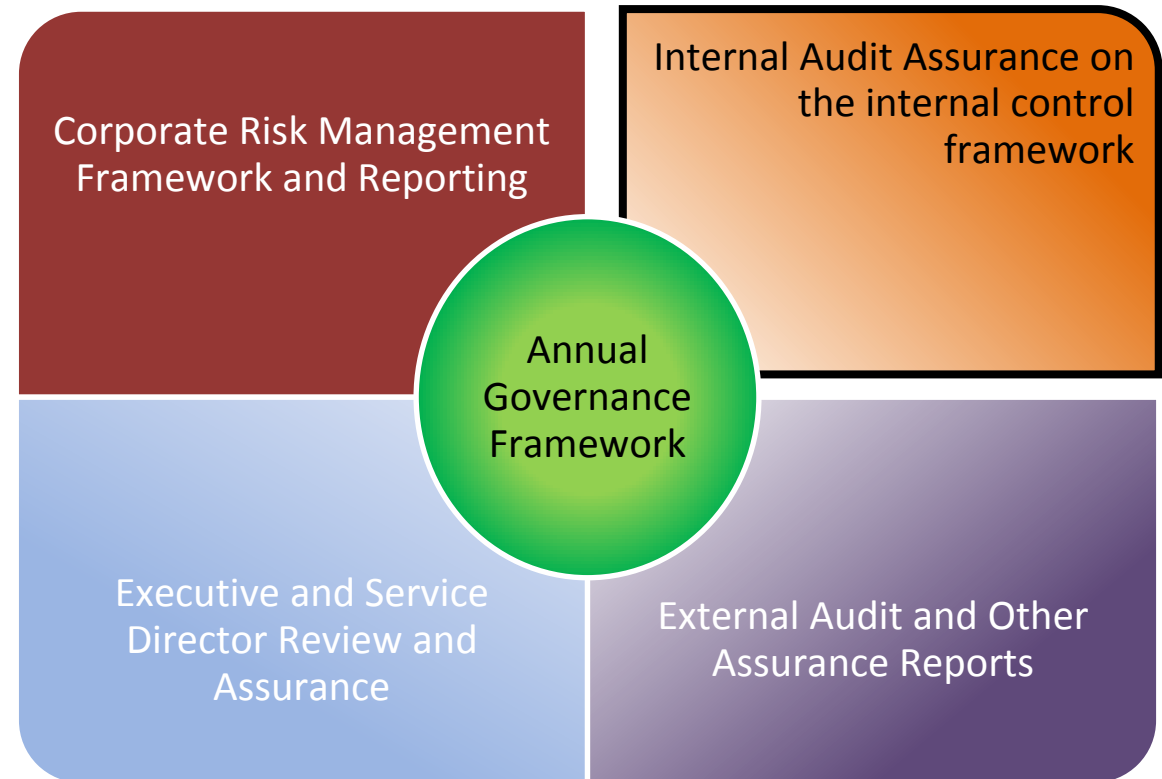 Corporate Risk Management
Framework and Reporting
Internal Audit Assurance on
the internal control
framework
Annual
Governance
Framework
Executive and Service
Director Review and
Assurance
External Audit and Other
Assurance Reports